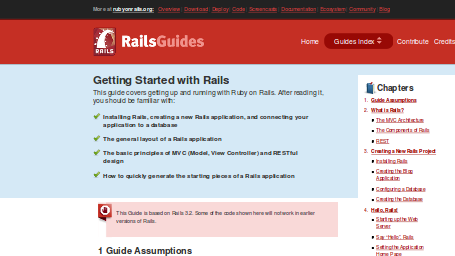 More at rubyonrails.org: Overview | Download | Deploy | Code | Screencasts | Documentation | Ecosystem | Community | Blog
RAILS RailsGuides
Home Guides Index Contribute Credits
Getting Started with Rails
This guide covers getting up and running with Ruby on Rails. After reading it,
you should be familiar with:
Installing Rails, creating a new Rails application, and connecting your
application to a database
The general layout of a Rails application
The basic principles of MVC (Model, View Controller) and RESTful
design
How to quickly generate the starting pieces of a Rails application
This Guide is based on Rails 3.2. Some of the code shown here will not work in earlier
versions of Rails.
1 Guide Assumptions
Chapters
1. Guide Assumptions
2. What is Rails?
The MVC Architecture
The Components of Rails
REST
3. Creating a New Rails Project
Installing Rails
Creating the Blog
Application
Configuring a Database
Creating the Database
4. Hello, Rails!
Starting up the Web
Server
Say "Hello", Rails
Setting the Application
Home Page